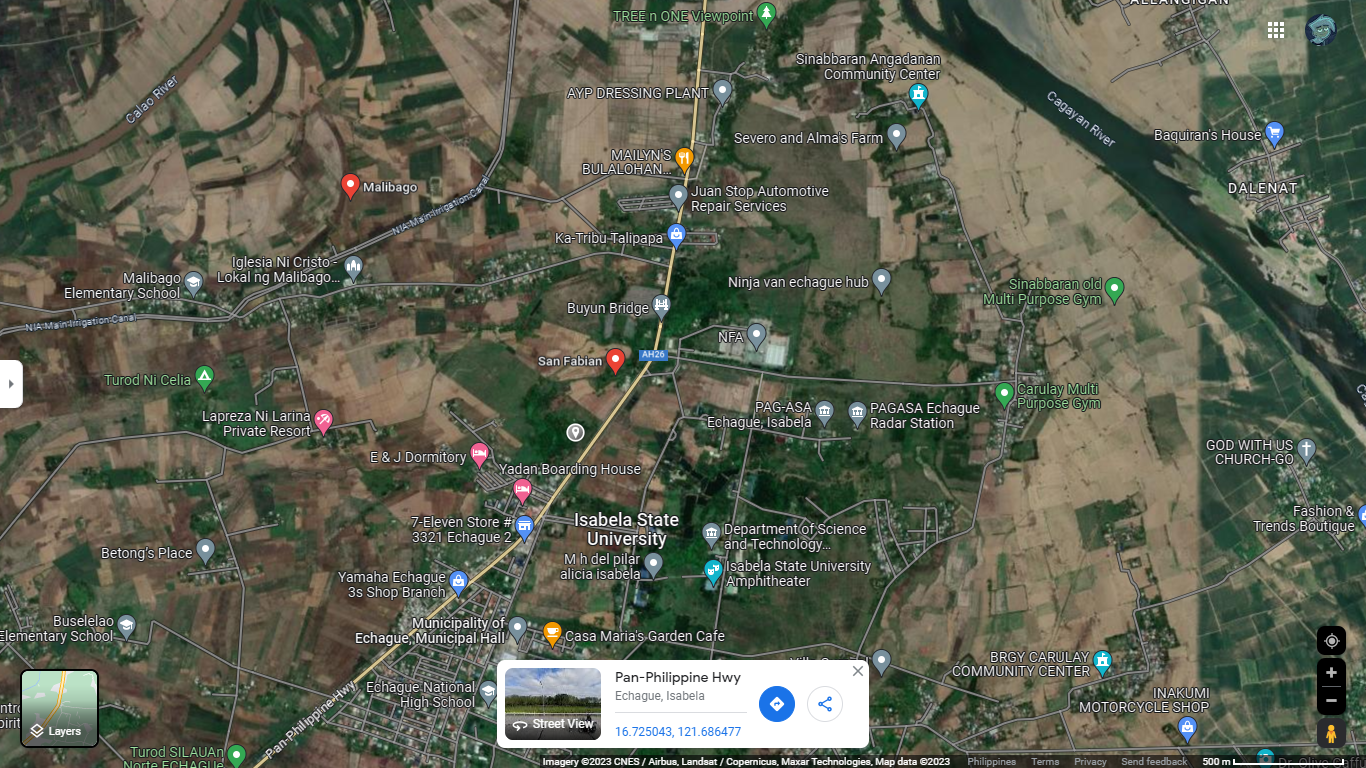 TREE n ONE Viewpoint
ALLANGIGAN
Sinabbaran Angadanan
Community Center
Calao River
AYP DRESSING PLANT
Cagayan River
Baquiran's House
Severo and Alma's Farm
MAILYN'S
BULALOHAN...
DALENAT
Malibago
Juan Stop Automotive
Repair Services
NIA Main Irrigation Canal
Ka-Tribu Talipapa
Iglesia Ni Cristo -
Lokal ng Malibago...
Malibago
Elementary School
Ninja van echague hub
Sinabbaran old
Multi Purpose Gym
Buyun Bridge
NIA Main Irrigation Canal
NFA
AH26
San Fabian
Turod Ni Celia
Carulay Multi
Purpose Gym
Lapreza Ni Larina
Private Resort
PAG-ASA
Echague, Isabela
PAGASA Echague
Radar Station
GOD WITH US
CHURCH-GO
E & J Dormitory
Yadan Boarding House
Fashion &
Trends Boutique
7-Eleven Store #
3321 Echague 2
Isabela State
University
Department of Science
and Technology...
Betong's Place
M h del pilar
alicia isabela
Isabela State University
Amphitheater
Yamaha Echague
3s Shop Branch
Buselelao
Elementary School
Municipality of
Echague, Municipal Hall
Casa Maria's Garden Cafe
BRGY CARULAY
COMMUNITY CENTER
Pan-Philippine Hwy
Echague, Isabela
Street View
16.725043, 121.686477
Echague National
High School
INAKUMI
MOTORCYCLE SHOP
Layers
Pan-Philippine Hwy
Turod SILAUAn
Norte ECHAGUE
Imagery ©2023 CNES / Airbus, Landsat / Copernicus, Maxar Technologies, Map data ©2023
Philippines
Terms
Privacy
Send feedback
500 m